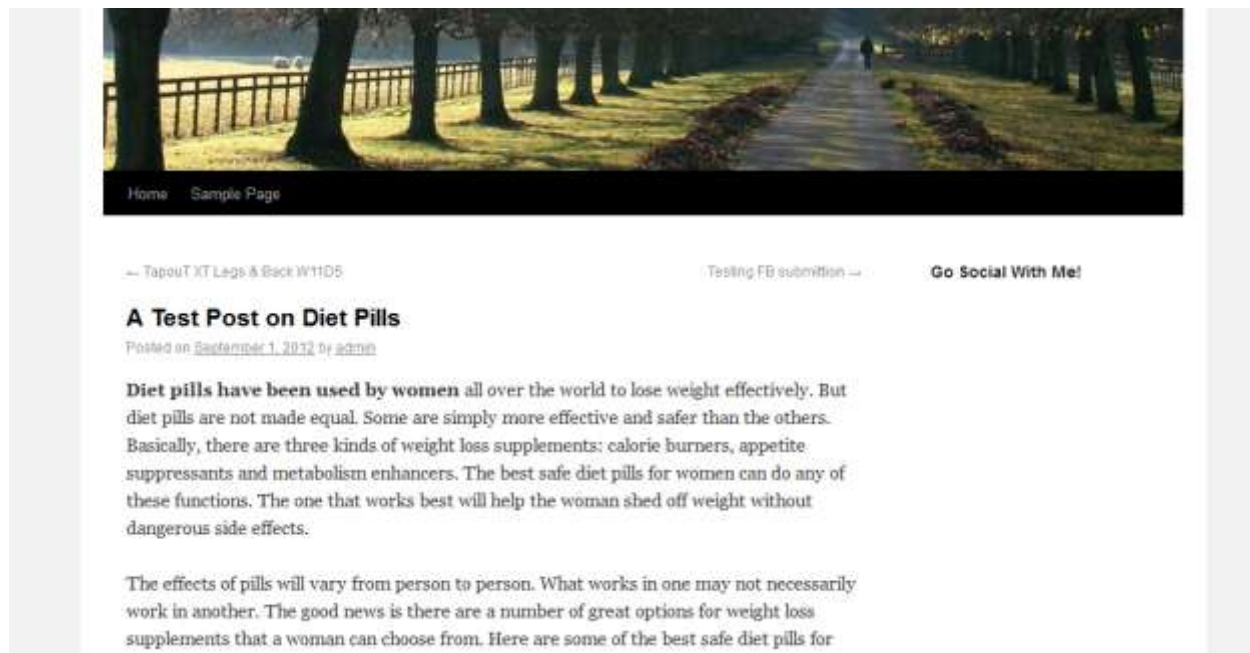 Home Sample Page
← TapouT XT Legs & Back W11D5 Testing FB submittion → Go Social With Me!
A Test Post on Diet Pills
Posted on September 1, 2012 by admin
Diet pills have been used by women all over the world to lose weight effectively. But
diet pills are not made equal. Some are simply more effective and safer than the others.
Basically, there are three kinds of weight loss supplements: calorie burners, appetite
suppressants and metabolism enhancers. The best safe diet pills for women can do any of
these functions. The one that works best will help the woman shed off weight without
dangerous side effects.
The effects of pills will vary from person to person. What works in one may not necessarily
work in another. The good news is there are a number of great options for weight loss
supplements that a woman can choose from. Here are some of the best safe diet pills for